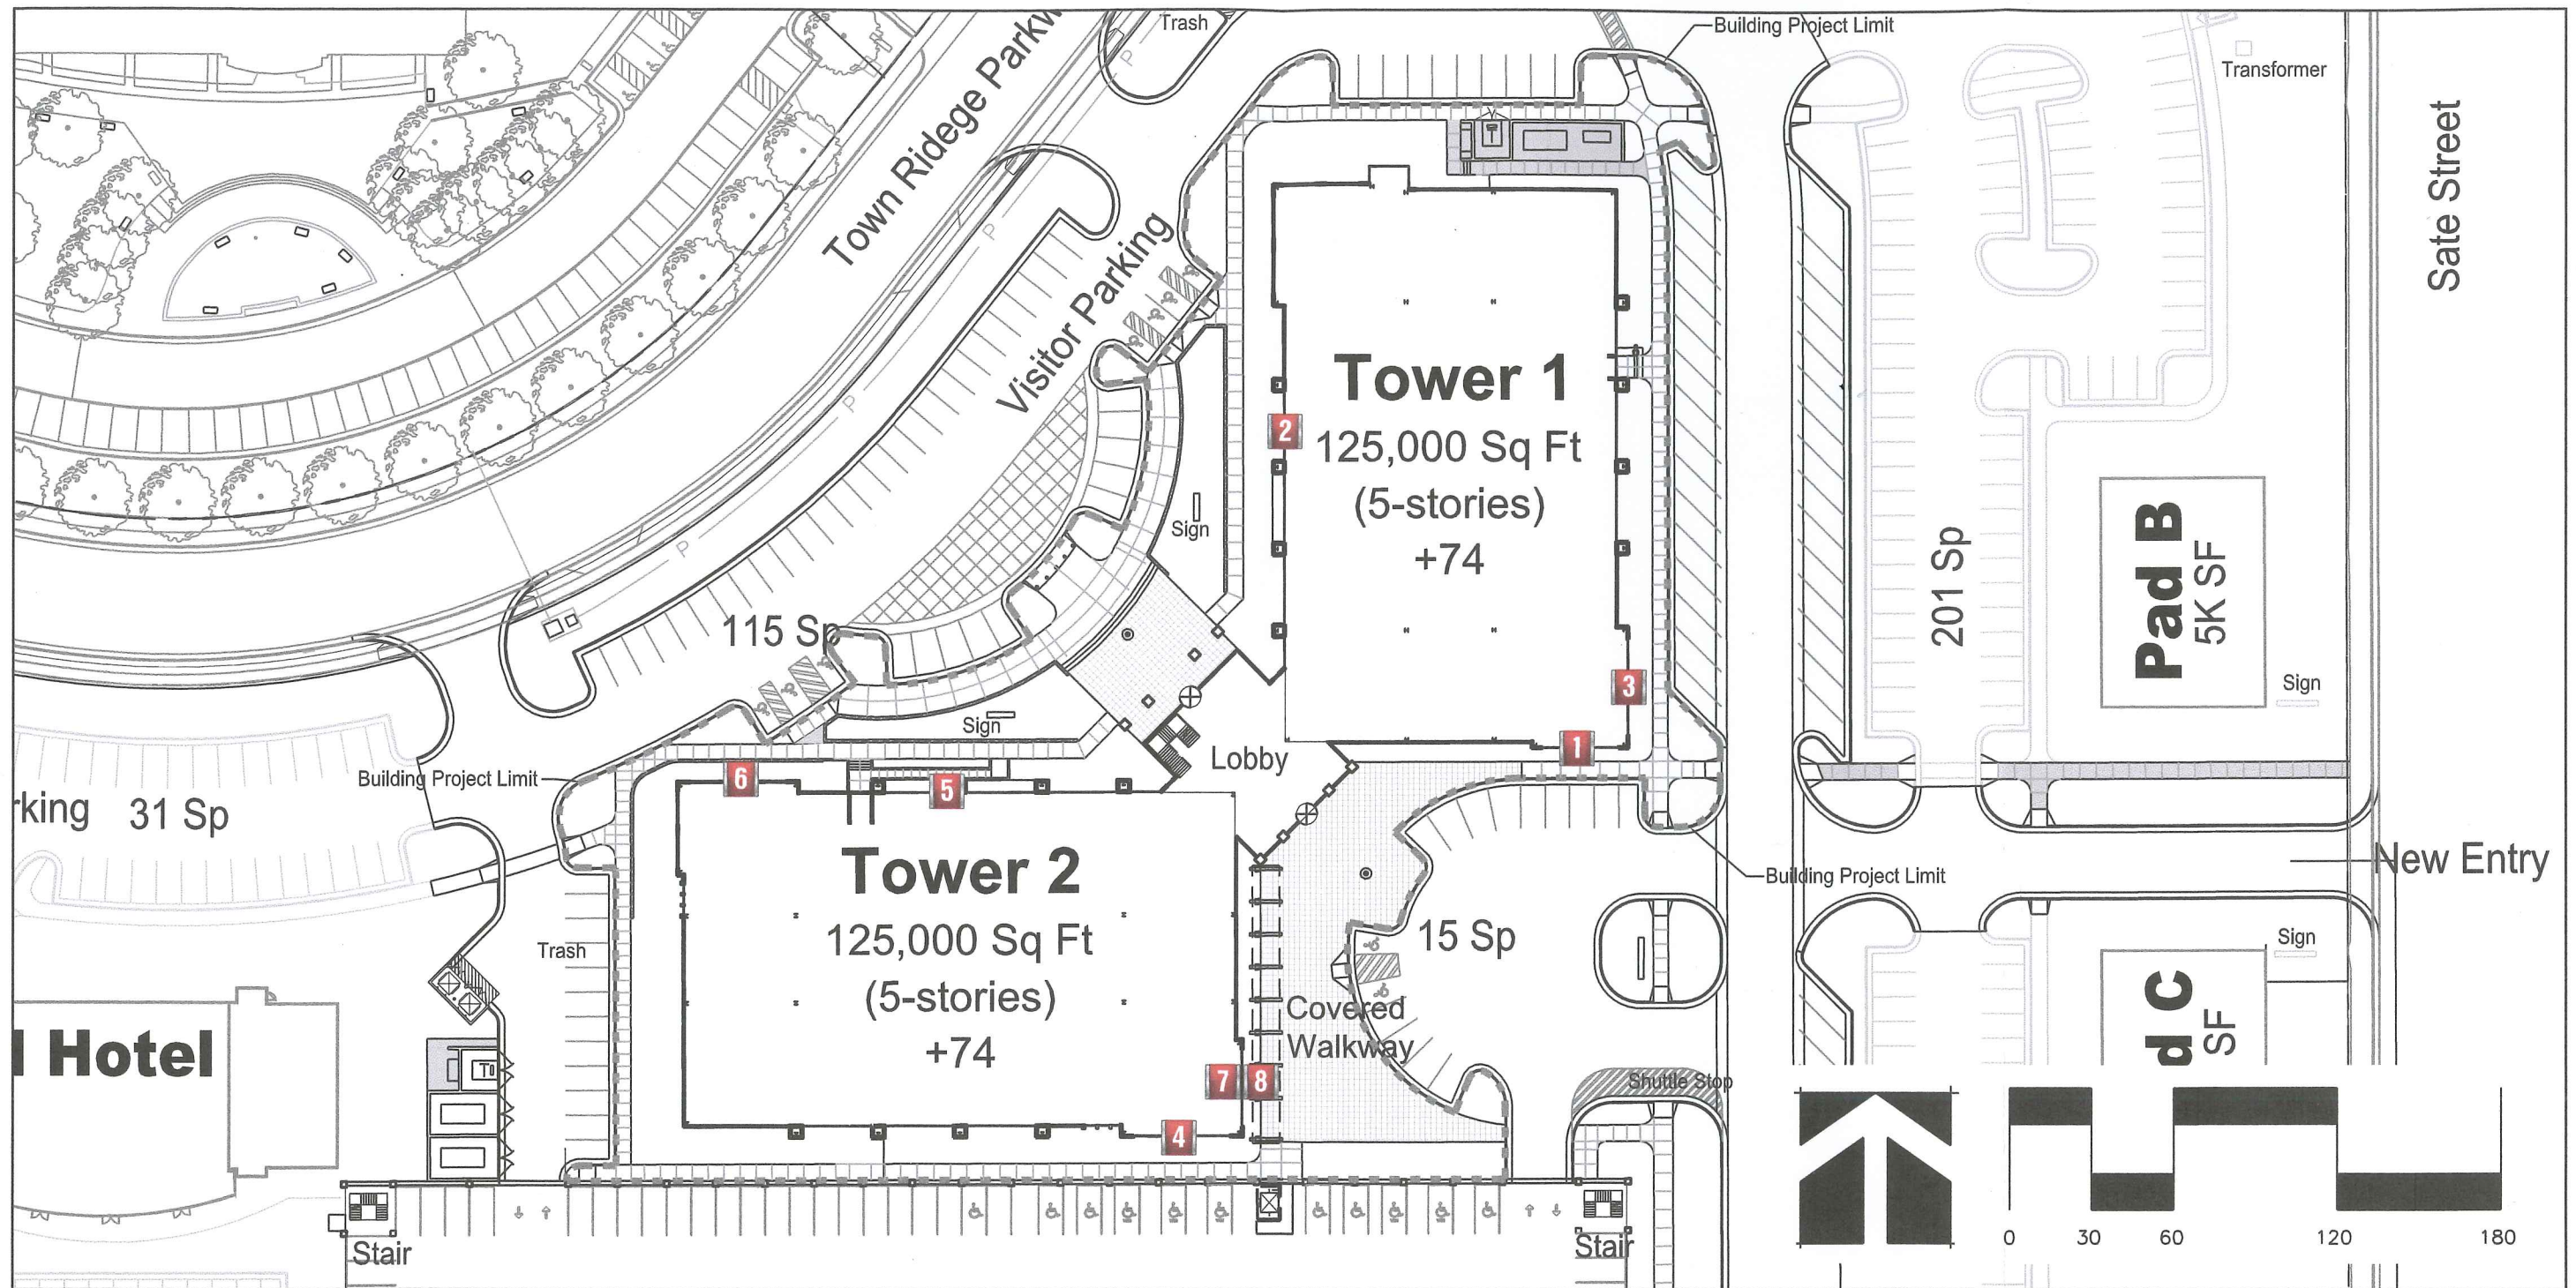 Trash
Building Project Limit
Transformer
Town Ridege Parkw
Sate Street
Visitor Parking
P
P
P
P
Tower 1
125,000 Sq Ft
(5-stories)
+74
2
Sign
115 Sp
201 Sp
Pad B
5K SF
Sign
3
1
Sign
Lobby
Building Project Limit
6
5
rking 31 Sp
New Entry
Building Project Limit
Tower 2
125,000 Sq Ft
(5-stories)
+74
15 Sp
Sign
Trash
d C
SF
Covered
Walkway
l Hotel
7
8
Shuttle Stop
4
0 30 60 120 180
Stair
Stair